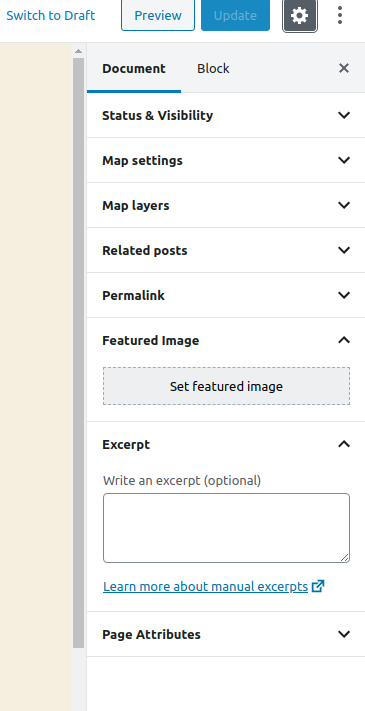 Switch to Draft
Preview
Update
Document
Block
Status & Visibility
Map settings
Map layers
Related posts
Permalink
Featured Image
Set featured image
Excerpt
Write an excerpt (optional)
Learn more about manual excerpts
Page Attributes